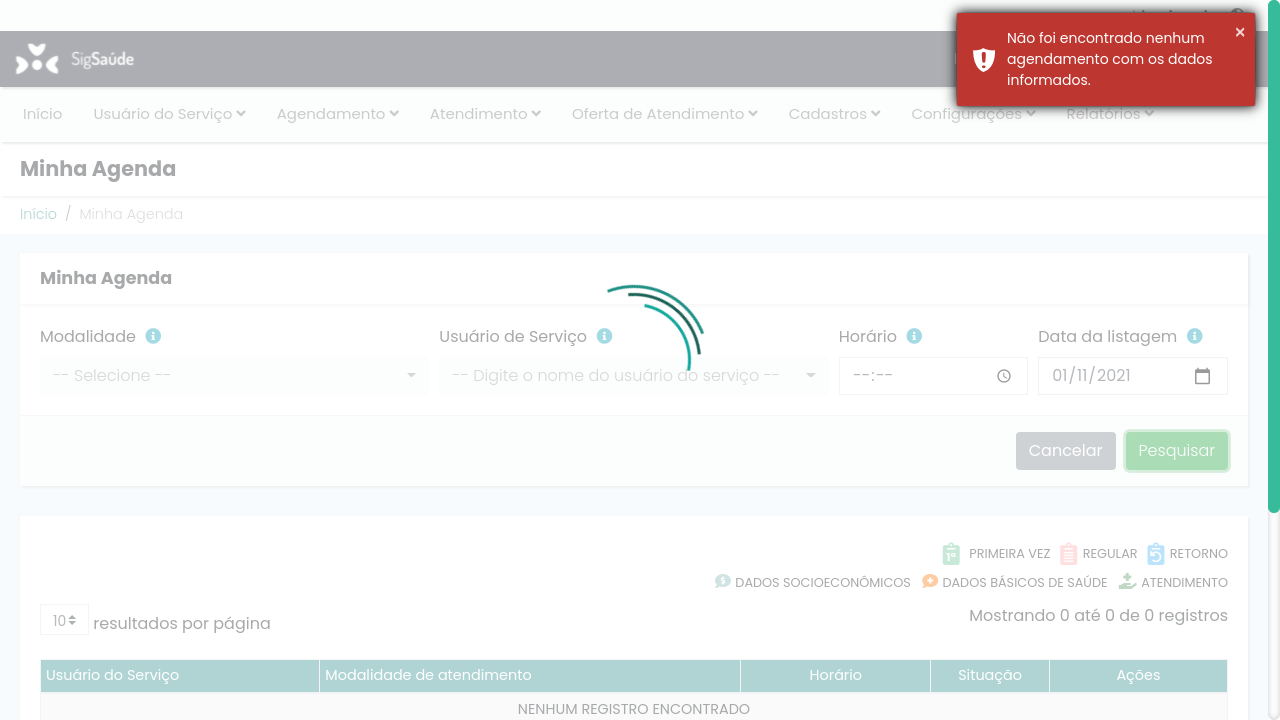 Não foi encontrado nenhum
agendamento com os dados
informados.
×
SigSaúde
Início
Usuário do Serviço
Agendamento
Atendimento
Oferta de Atendimento
Cadastros
Configurações
Relatórios
Minha Agenda
Início / Minha Agenda
Minha Agenda
Modalidade
Usuário de Serviço
Horário
Data da listagem
-- Selecione --
-- Digite o nome do usuário do serviço --
--:--
01/11/2021
Cancelar
Pesquisar
1ª PRIMEIRA VEZ
REGULAR
RETORNO
DADOS SOCIOECONÔMICOS
DADOS BÁSICOS DE SAÚDE
ATENDIMENTO
10 resultados por página
Mostrando 0 até 0 de 0 registros
Usuário do Serviço
Modalidade de atendimento
Horário
Situação
Ações
NENHUM REGISTRO ENCONTRADO